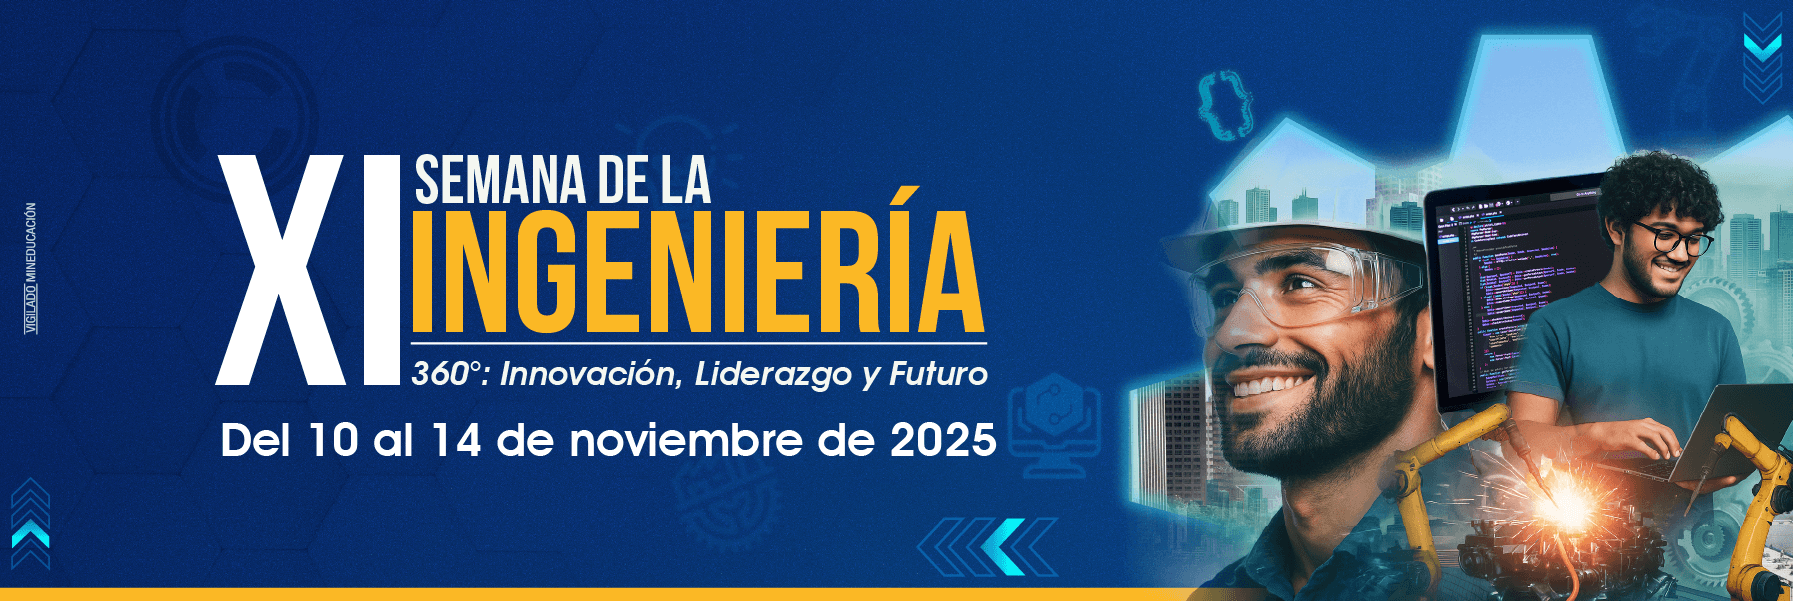 VIGILADO MINEDUCACIÓN
XI
SEMANA DE LA
INGENIERÍA
360°: Innovación, Liderazgo y Futuro
Del 10 al 14 de noviembre de 2025